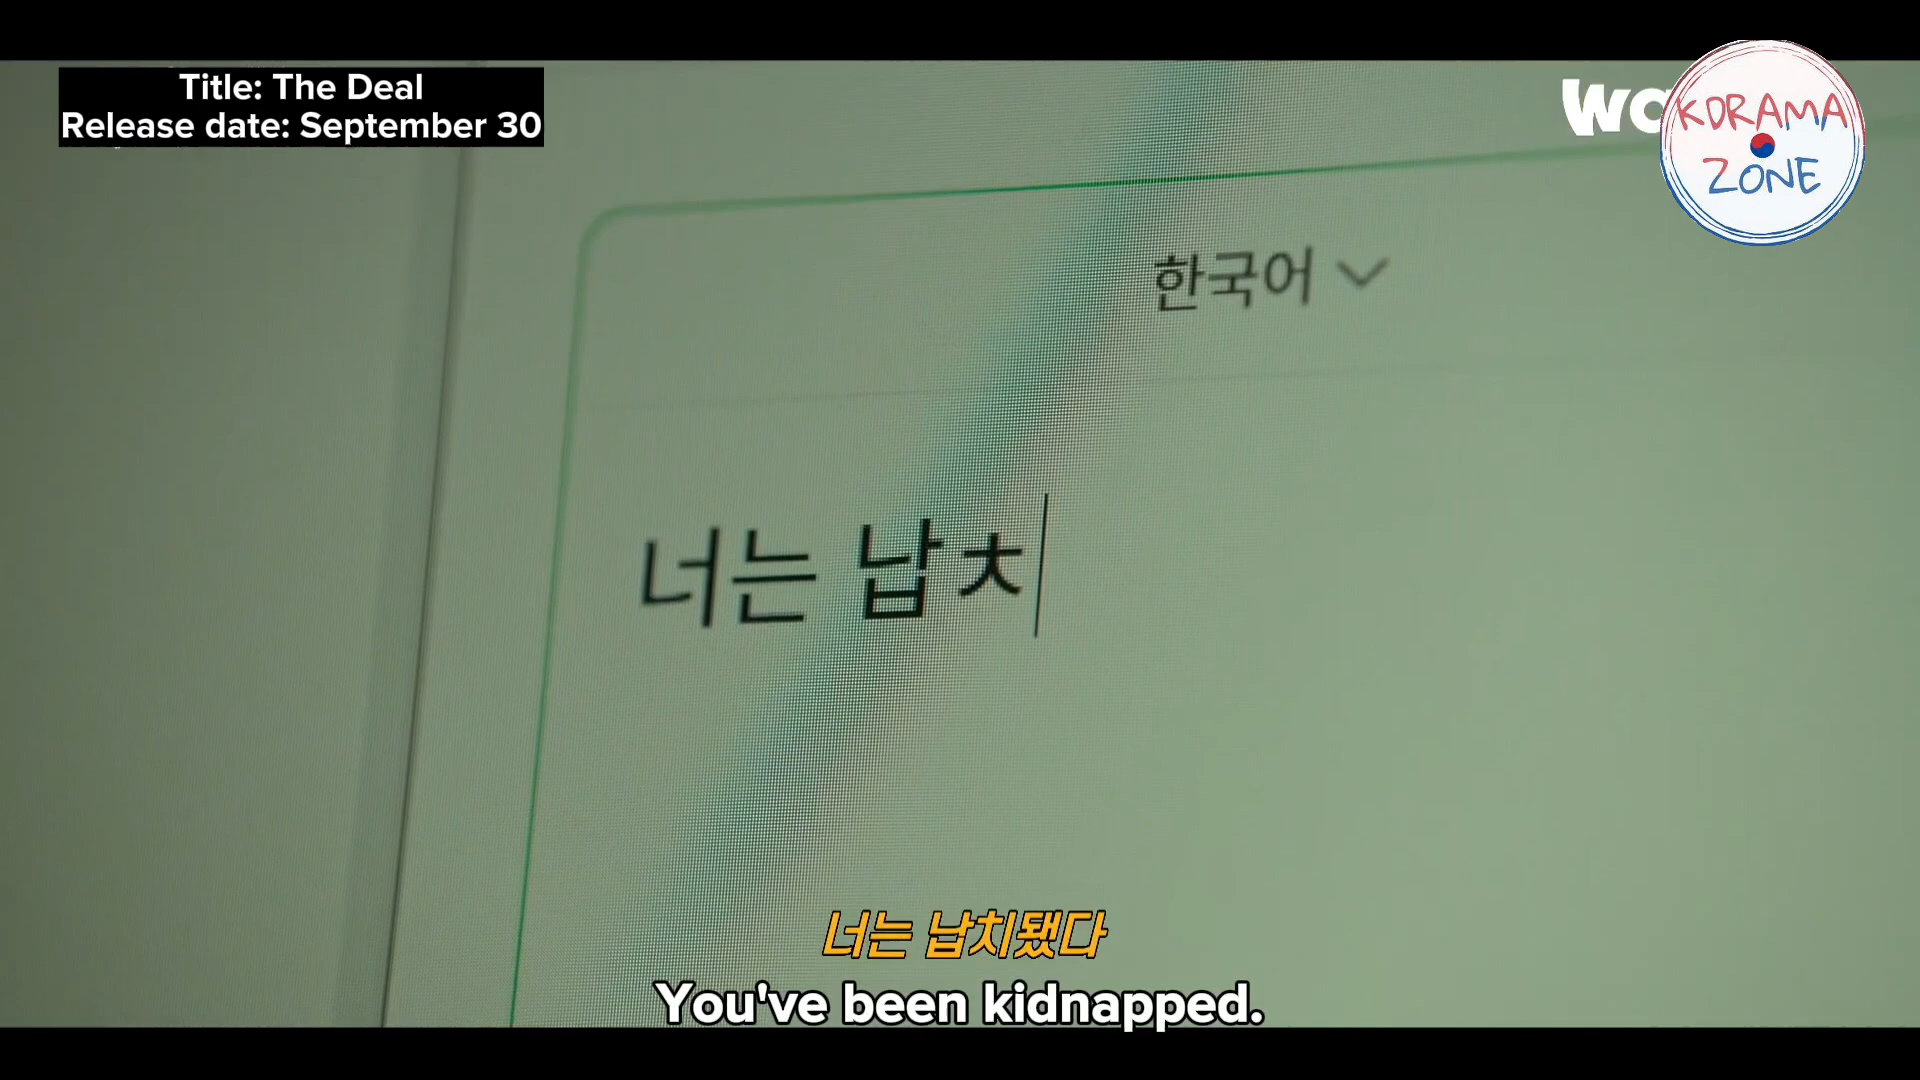 Title: The Deal
Release date: September 30
KDRAMA
ZONE
한국어
너는 납ㅊ
너는 납치됐다
You've been kidnapped.